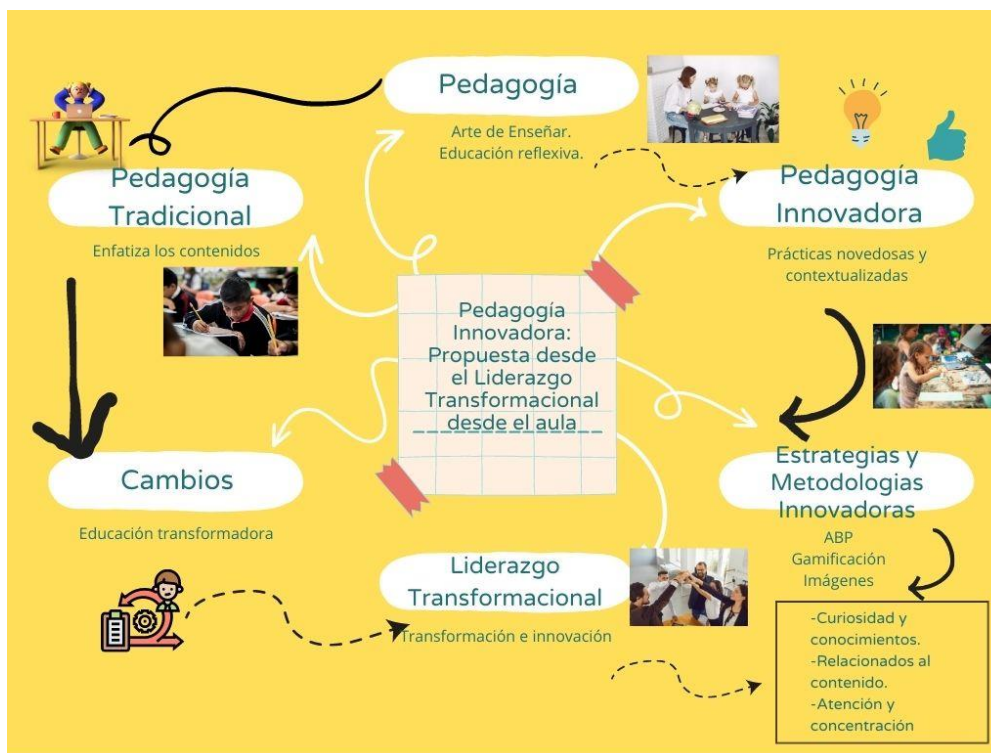 Pedagogía
Arte de Enseñar.
Educación reflexiva.
Pedagogía
Tradicional
Enfatiza los contenidos
Pedagogía
Innovadora
Prácticas novedosas y
contextualizadas
Pedagogía
Innovadora:
Propuesta desde
el Liderazgo
Transformacional
desde el aula
Cambios
Educación transformadora
Estrategias y
Metodologias
Innovadoras
ABP
Gamificación
Imágenes
Liderazgo
Transformacional
Transformación e innovación
-Curiosidad y
conocimientos.
-Relacionados al
contenido.
-Atención y
concentración